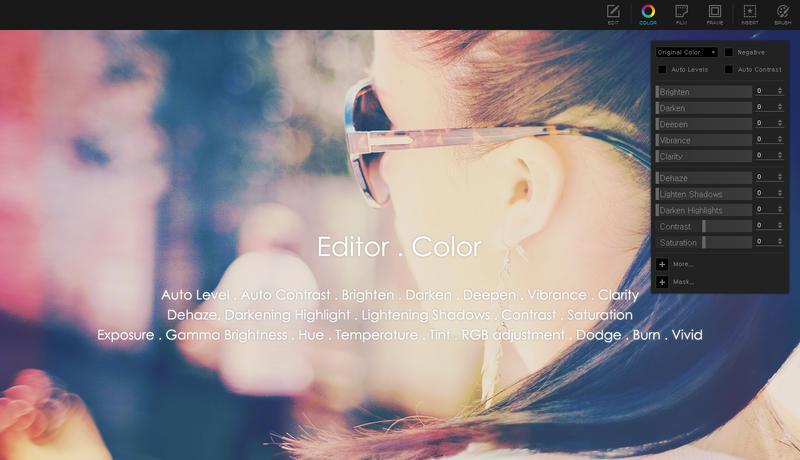 EDIT
COLOR
FILM
FRAME
INSERT
BRUSH
Original Color
Negative
Auto Levels
Auto Contrast
Brighten 0
Darken 0
Deepen 0
Vibrance 0
Clarity 0
Dehaze 0
Lighten Shadows 0
Darken Highlights 0
Contrast 0
Saturation 0
+ More...
+ Mask...
Editor . Color
Auto Level . Auto Contrast . Brighten . Darken . Deepen . Vibrance . Clarity
Dehaze, Darkening Highlight . Lightening Shadows . Contrast . Saturation
Exposure . Gamma Brightness . Hue . Temperature . Tint . RGB adjustment . Dodge . Burn . Vivid